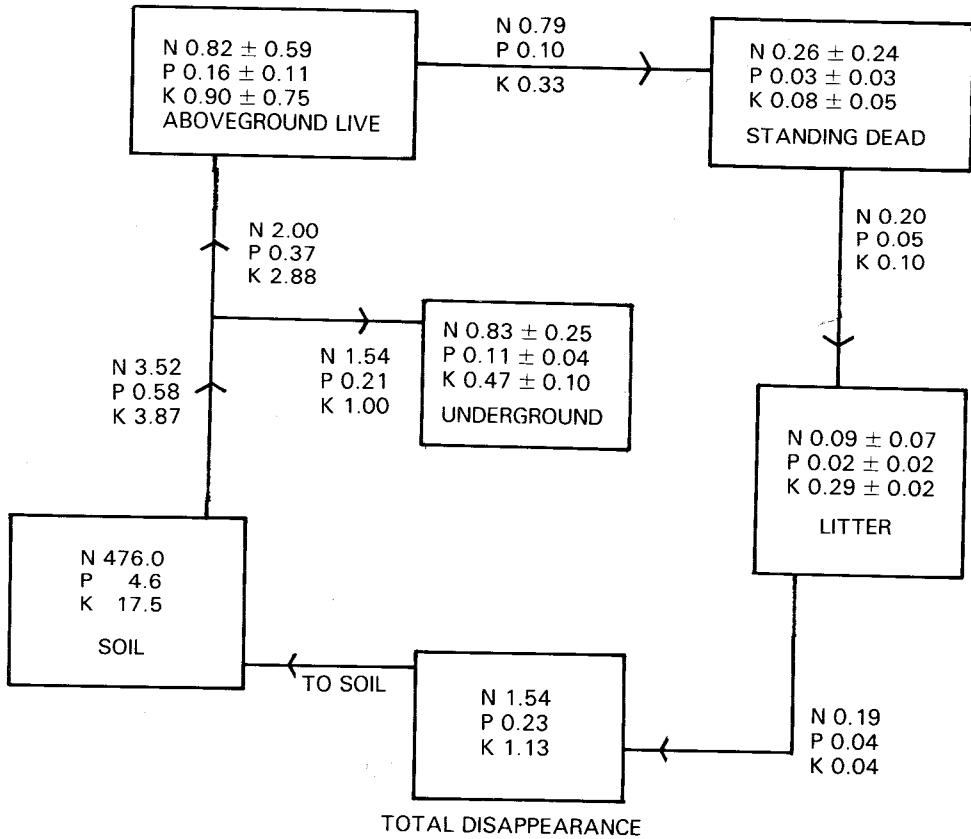 N 0.82 ± 0.59
P 0.16 ± 0.11
K 0.90 ± 0.75
ABOVEGROUND LIVE
N 0.79
P 0.10
K 0.33
N 0.26 ± 0.24
P 0.03 ± 0.03
K 0.08 ± 0.05
STANDING DEAD
N 0.20
P 0.05
K 0.10
N 2.00
P 0.37
K 2.88
N 3.52
P 0.58
K 3.87
N 1.54
P 0.21
K 1.00
N 0.83 ± 0.25
P 0.11 ± 0.04
K 0.47 ± 0.10
UNDERGROUND
N 0.09 ± 0.07
P 0.02 ± 0.02
K 0.29 ± 0.02
LITTER
N 476.0
P 4.6
K 17.5
SOIL
TO SOIL
N 1.54
P 0.23
K 1.13
TOTAL DISAPPEARANCE
N 0.19
P 0.04
K 0.04